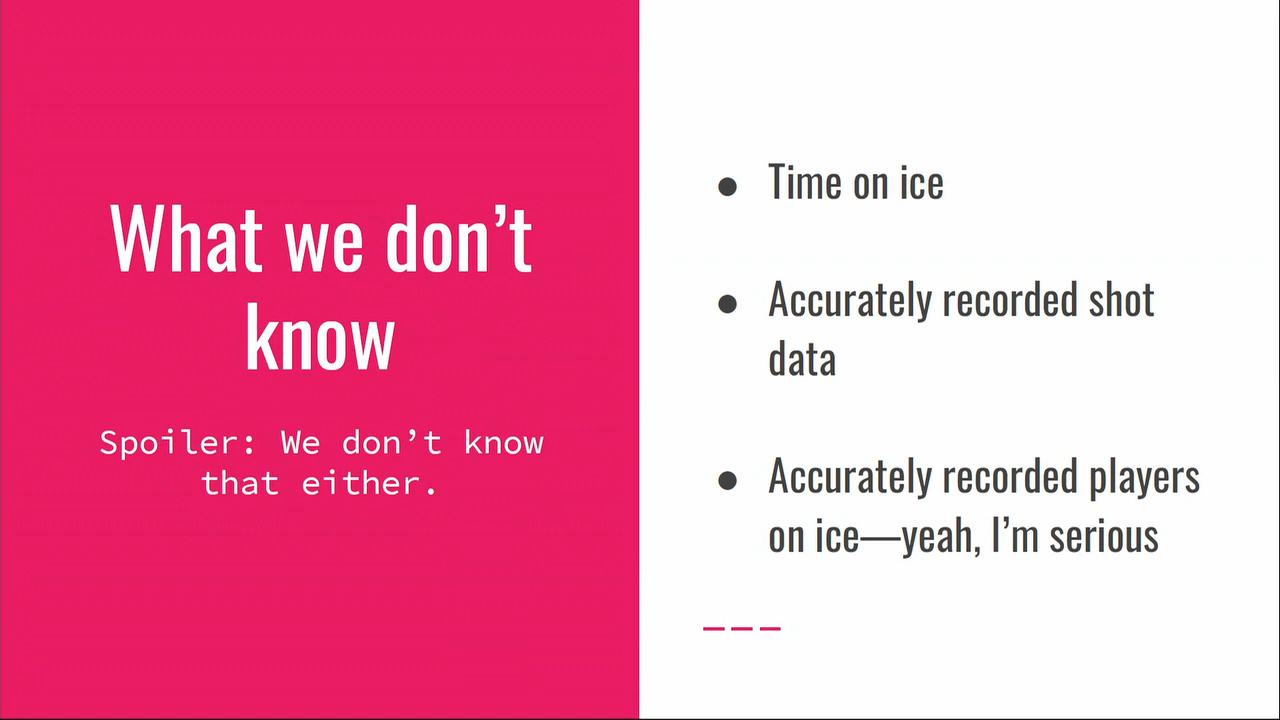 What we don’t
know
Spoiler: We don’t know
that either.
● Time on ice
● Accurately recorded shot
data
● Accurately recorded players
on ice—yeah, I’m serious